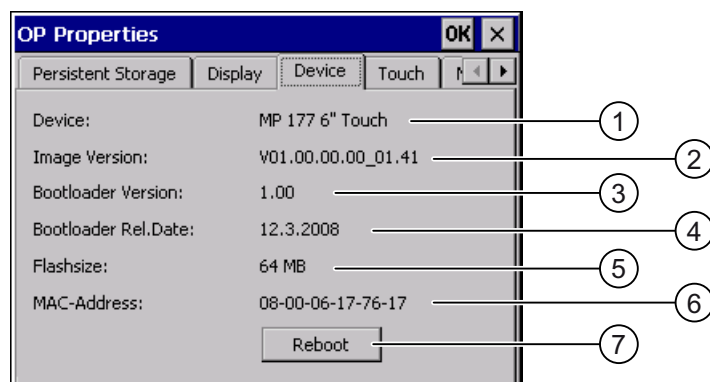 OP Properties OK ×
Persistent Storage Display Device Touch
Device: MP 177 6" Touch 1
Image Version: V01.00.00.00_01.41 2
Bootloader Version: 1.00 3
Bootloader Rel.Date: 12.3.2008 4
Flashsize: 64 MB 5
MAC-Address: 08-00-06-17-76-17 6
Reboot 7